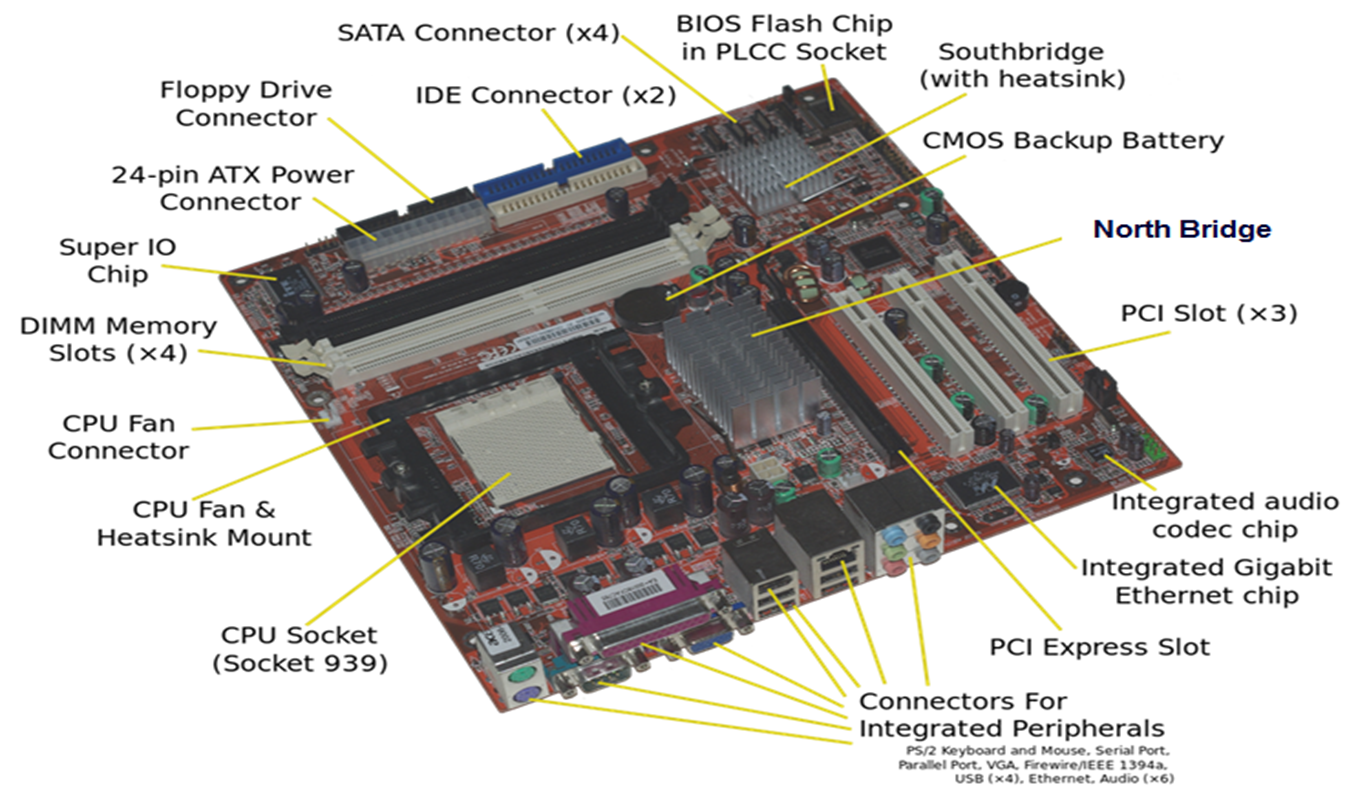 SATA Connector (x4)
BIOS Flash Chip
in PLCC Socket
Southbridge
(with heatsink)
Floppy Drive
Connector
IDE Connector (x2)
CMOS Backup Battery
24-pin ATX Power
Connector
North Bridge
Super IO
Chip
PCI Slot (×3)
DIMM Memory
Slots (×4)
CPU Fan
Connector
CPU Fan &
Heatsink Mount
Integrated audio
codec chip
Integrated Gigabit
Ethernet chip
CPU Socket
(Socket 939)
PCI Express Slot
Connectors For
Integrated Peripherals
PS/2 Keyboard and Mouse, Serial Port,
Parallel Port, VGA, Firewire/IEEE 1394a,
USB (×4), Ethernet, Audio (×6)